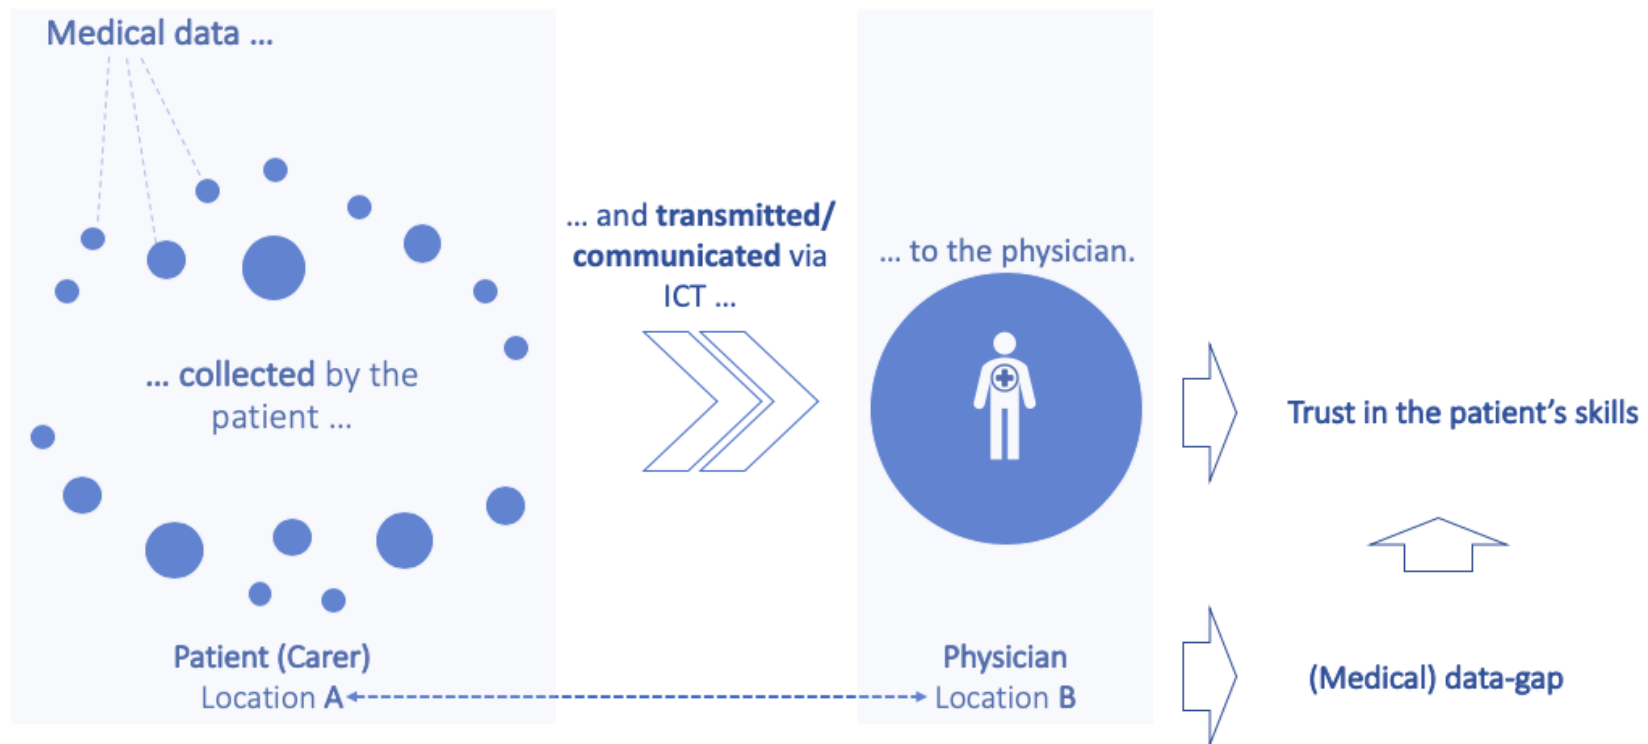 Medical data ...
... collected by the
patient ...
Patient (Carer)
Location A
... and transmitted/
communicated via
ICT ...
... to the physician.
Physician
Location B
Trust in the patient’s skills
(Medical) data-gap